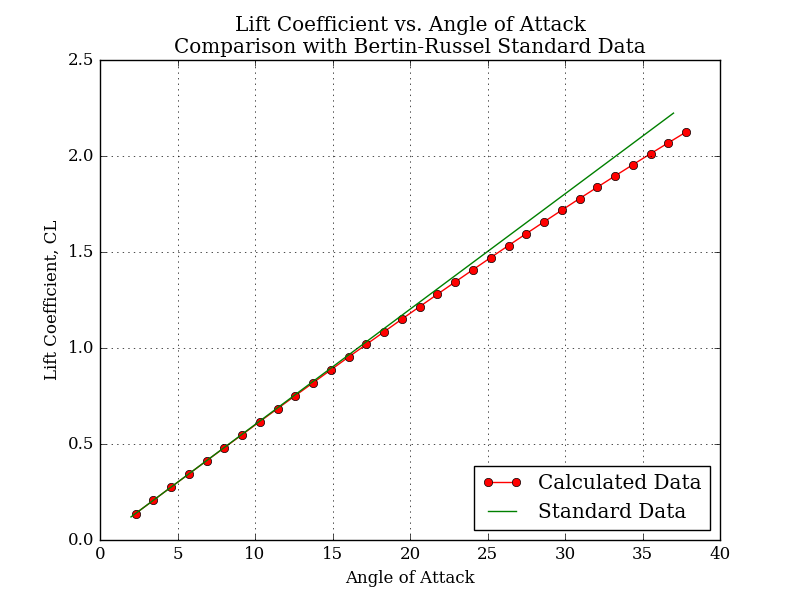 Lift Coefficient vs. Angle of Attack
Comparison with Bertin-Russel Standard Data
2.5
2.0
1.5
1.0
0.5
0.0
Lift Coefficient, CL
Calculated Data
Standard Data
0 5 10 15 20 25 30 35 40
Angle of Attack